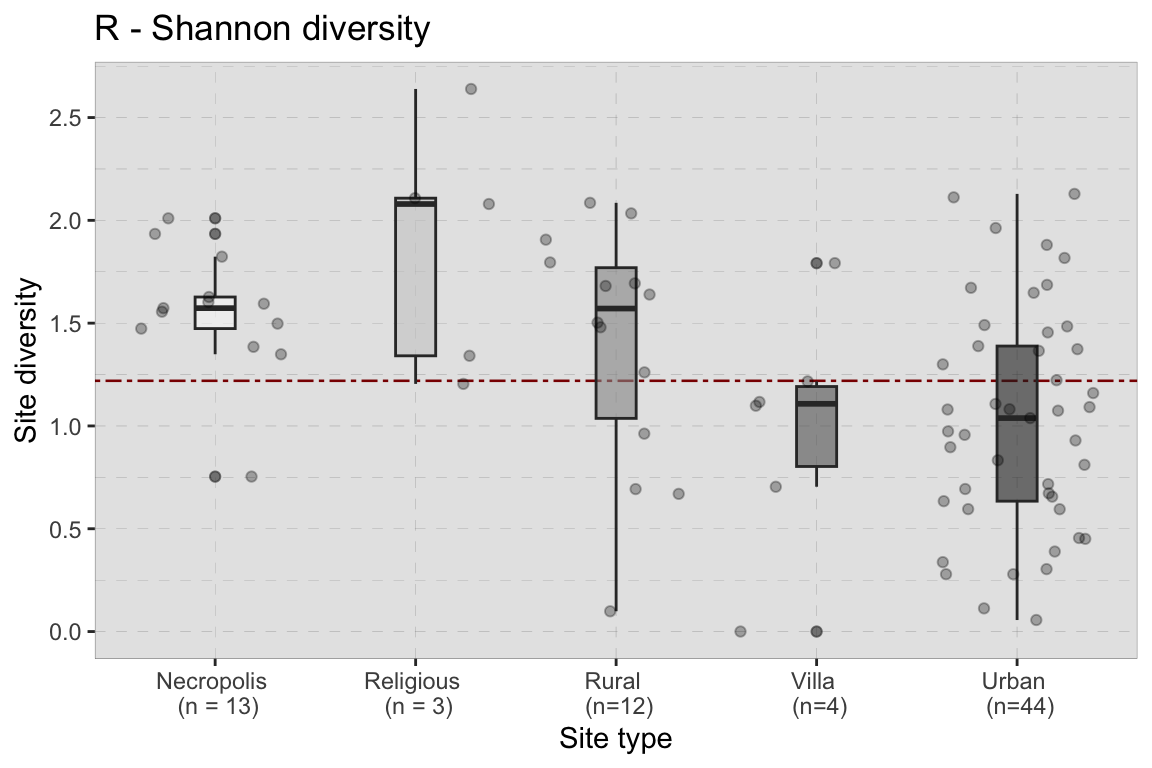 R - Shannon diversity
Site diversity
2.5
2.0
1.5
1.0
0.5
0.0
Necropolis Religious Rural Villa Urban
(n = 13) (n = 3) (n=12) (n=4) (n=44)
Site type